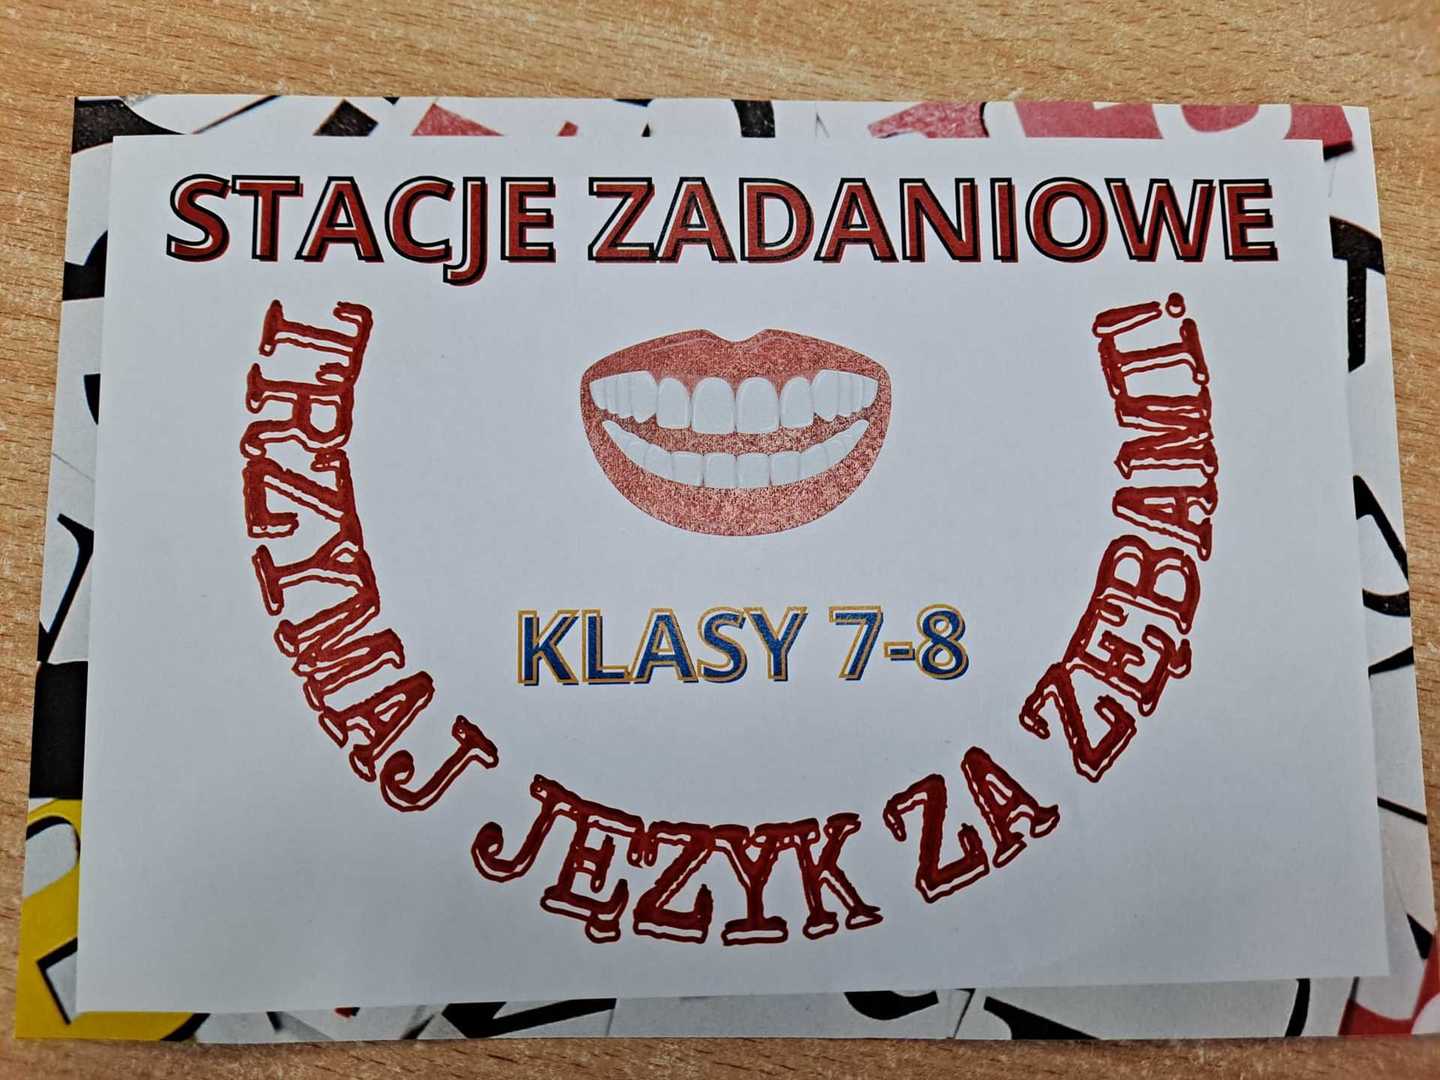 STACJE ZADANIOWE
KLASY 7-8
TRZYMAJ JĘZYK ZA ZĘBAMI!